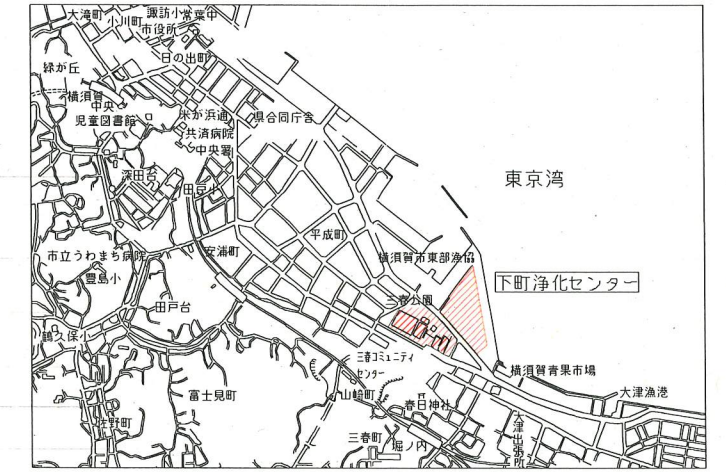 大滝町
小川町
諏訪小
常葉中
市役所
日の出町
緑が丘
横須賀
中央
児童図書館
米が浜通
共済病院
中央署
県合同庁舎
深田台
田戸小
東京湾
平成町
安浦町
市立うわまち病院
豊島小
横須賀市東部漁協
下町浄化センター
三春公園
田戸台
鶴久保小
三春コミュニティ
センター
横須賀青果市場
大津漁港
富士見町
山崎町
春日神社
佐野町
三春町
堀ノ内
大津出張所